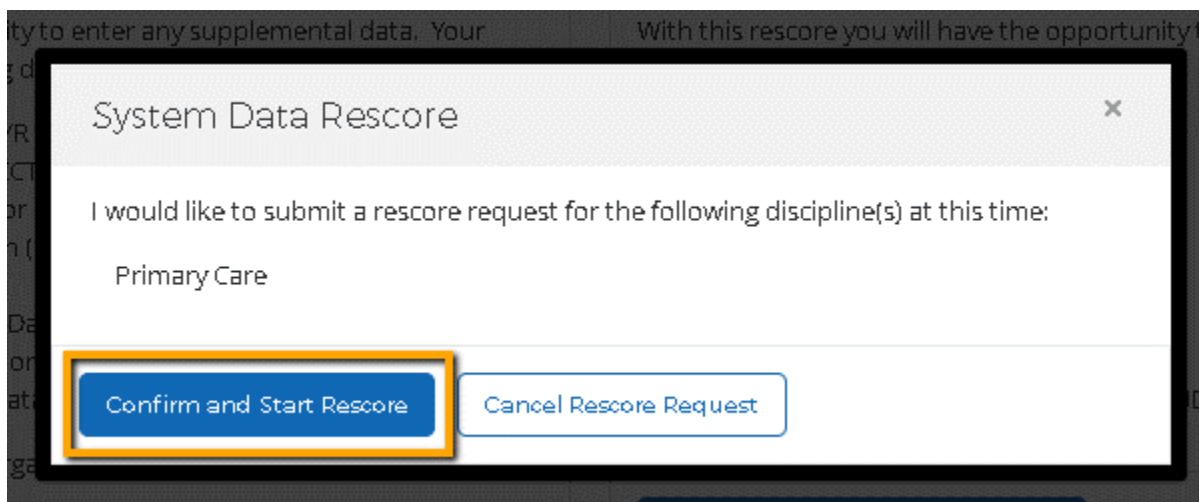 ity to enter any supplemental data. Your
With this rescore you will have the opportunity
System Data Rescore
×
I would like to submit a rescore request for the following discipline(s) at this time:
Primary Care
Confirm and Start Rescore
Cancel Rescore Request